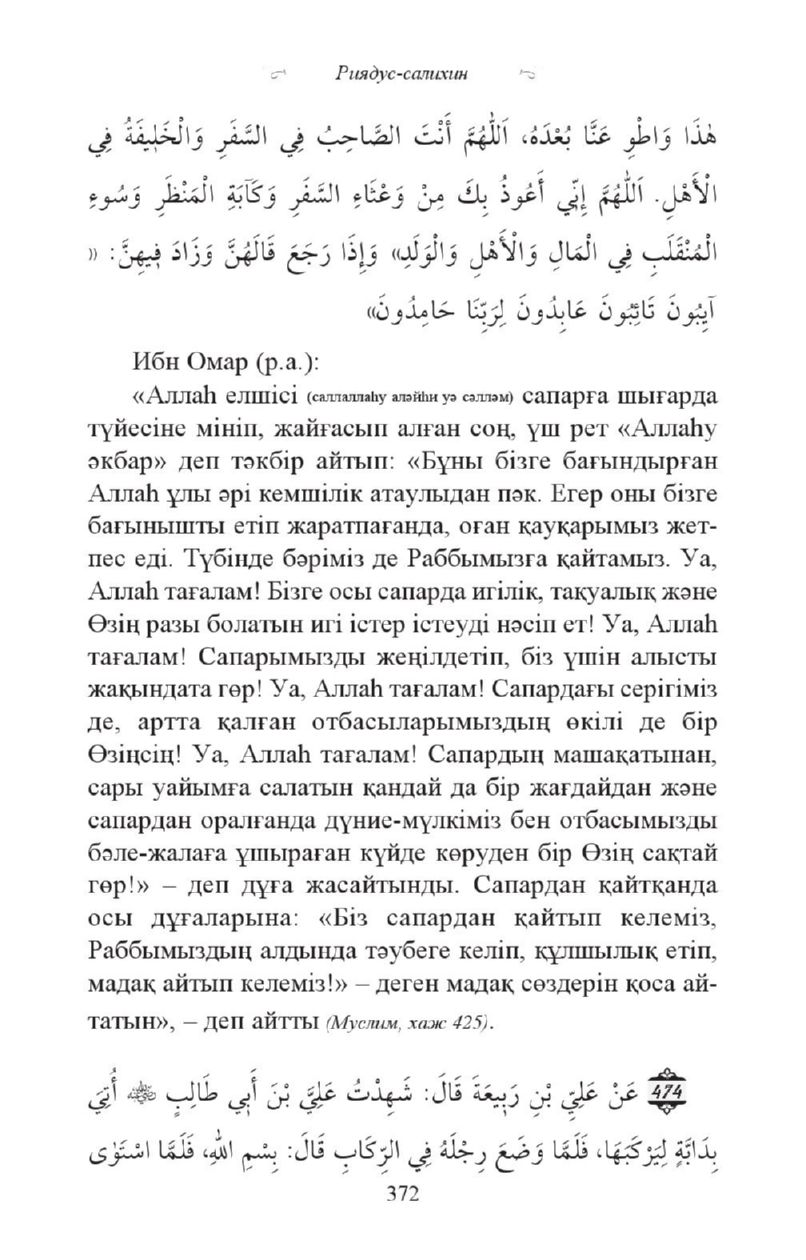 Риядус-салихин
هٰذَا وَاطْوِ عَنَّا بُعْدَهُ، اَللّٰهُمَّ أَنْتَ الصَّاحِبُ فِي السَّفَرِ وَالْخَلِيفَةُ فِي
الْأَهْلِ. اَللّٰهُمَّ إِنِّي أَعُوذُ بِكَ مِنْ وَعْثَاءِ السَّفَرِ وَكَآبَةِ الْمَنْظَرِ وَسُوءِ
الْمُنْقَلَبِ فِي الْمَالِ وَالْأَهْلِ وَالْوَلَدِ» وَإِذَا رَجَعَ قَالَهُنَّ وَزَادَ فِيهِنَّ: «
آيِبُونَ تَائِبُونَ عَابِدُونَ لِرَبِّنَا حَامِدُونَ»
Ибн Омар (р.а.):
«Аллаһ елшісі (саллаллаһу аләйһи уә сәлләм) сапарға шығарда
түйесіне мініп, жайғасып алған соң, үш рет «Аллаһу
әкбар» деп тәкбір айтып: «Бұны бізге бағындырған
Аллаһ ұлы әрі кемшілік атаулыдан пәк. Егер оны бізге
бағынышты етіп жаратпағанда, оған қауқарымыз жет-
пес еді. Түбінде бәріміз де Раббымызға қайтамыз. Уа,
Аллаһ тағалам! Бізге осы сапарда игілік, тақуалық және
Өзің разы болатын игі істер істеуді нәсіп ет! Уа, Аллаһ
тағалам! Сапарымызды жеңілдетіп, біз үшін алысты
жақындата гөр! Уа, Аллаһ тағалам! Сапардағы серігіміз
де, артта қалған отбасыларымыздың өкілі де бір
Өзіңсің! Уа, Аллаһ тағалам! Сапардың машақатынан,
сары уайымға салатын қандай да бір жағдайдан және
сапардан оралғанда дүние-мүлкіміз бен отбасымызды
бәле-жалаға ұшыраған күйде көруден бір Өзің сақтай
гөр!» – деп дұға жасайтынды. Сапардан қайтқанда
осы дұғаларына: «Біз сапардан қайтып келеміз,
Раббымыздың алдында тәубеге келіп, құлшылық етіп,
мадақ айтып келеміз!» – деген мадақ сөздерін қоса ай-
татын», – деп айтты (Муслим, хаж 425).
474 عَنْ عَلِيِّ بْنِ رَبِيعَةَ قَالَ: شَهِدْتُ عَلِيَّ بْنَ أَبِي طَالِبٍ ﷺ أُتِيَ
بِدَابَّةٍ لِيَرْكَبَهَا، فَلَمَّا وَضَعَ رِجْلَهُ فِي الرِّكَابِ قَالَ: بِسْمِ اللهِ، فَلَمَّا اسْتَوٰى
372